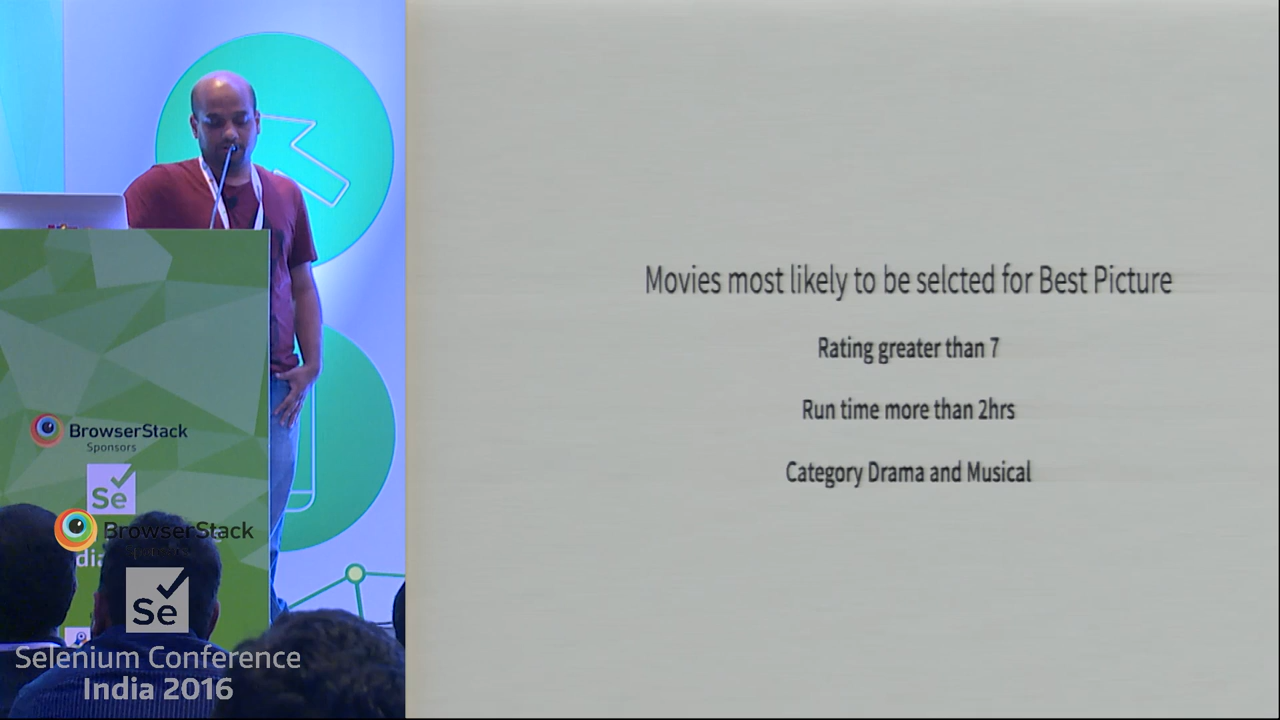 BrowserStack
Sponsors
Se
BrowserStack
Se
Selenium Conference
India 2016
Movies most likely to be selcted for Best Picture
Rating greater than 7
Run time more than 2hrs
Category Drama and Musical